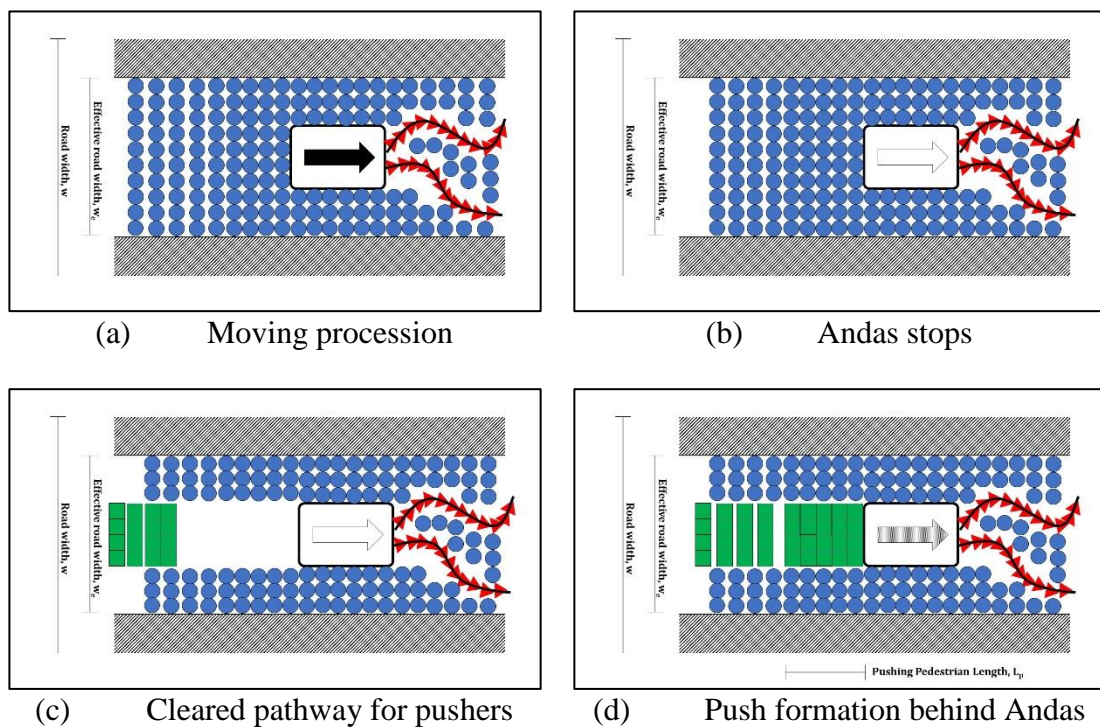 Road width, w
Effective road width, wₑ
Road width, w
Effective road width, wₑ
(a) Moving procession
(b) Andas stops
Road width, w
Effective road width, wₑ
Road width, w
Effective road width, wₑ
Pushing Pedestrian Length, Lₚ
(c) Cleared pathway for pushers
(d) Push formation behind Andas